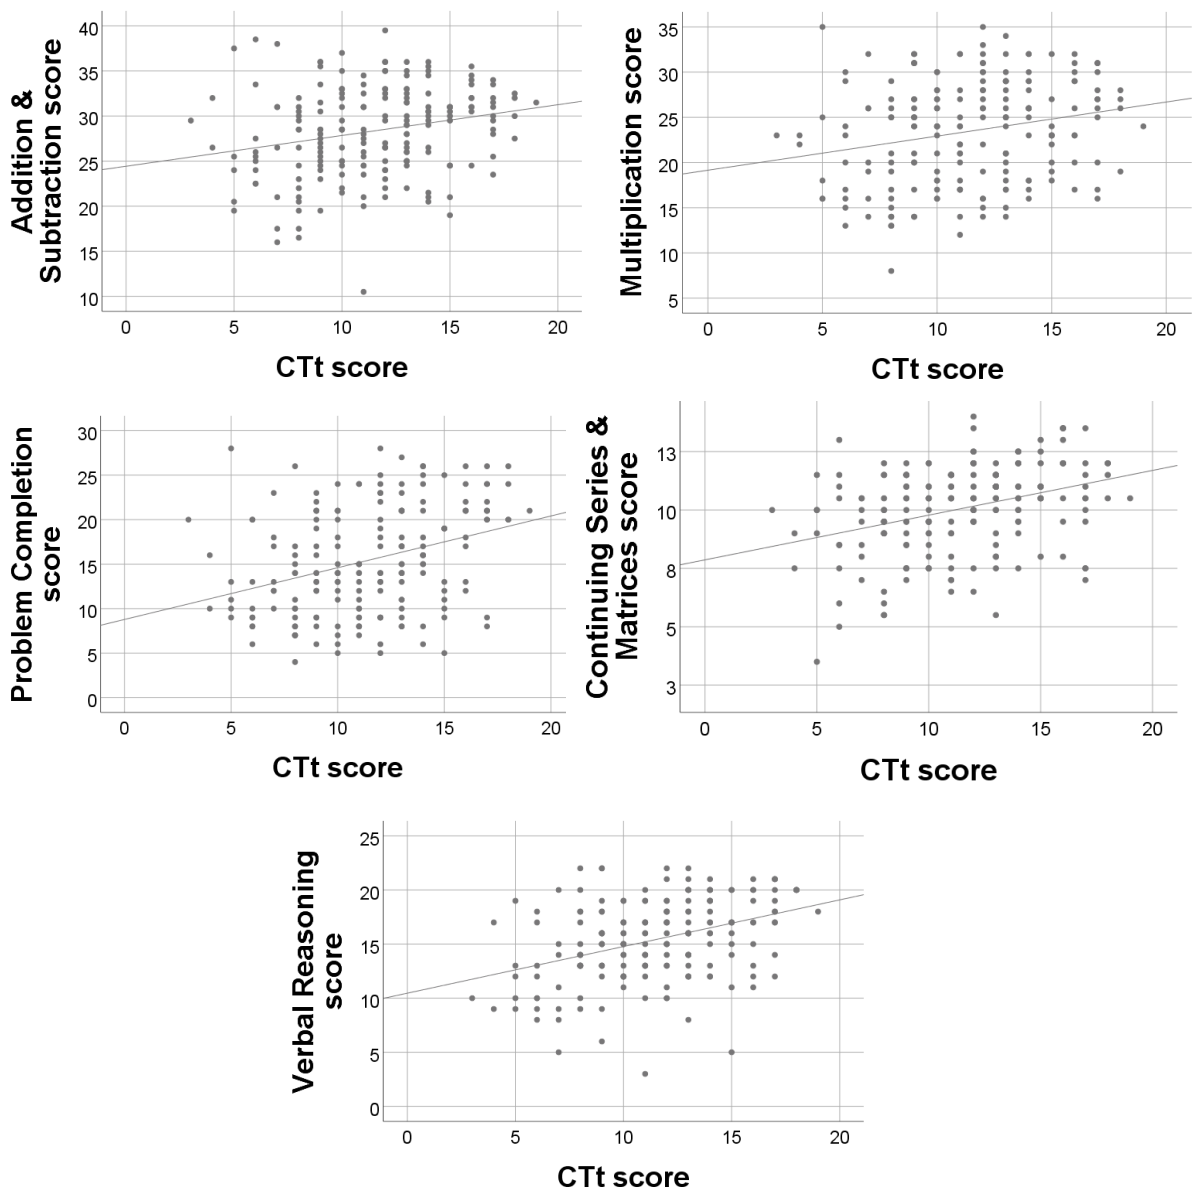 Addition &
Subtraction score
40
35
30
25
20
15
10
0 5 10 15 20
CTt score
Multiplication score
35
30
25
20
15
10
5
0 5 10 15 20
CTt score
Problem Completion
score
30
25
20
15
10
5
0
0 5 10 15 20
CTt score
Continuing Series &
Matrices score
13
10
8
5
3
0 5 10 15 20
CTt score
Verbal Reasoning
score
25
20
15
10
5
0
0 5 10 15 20
CTt score